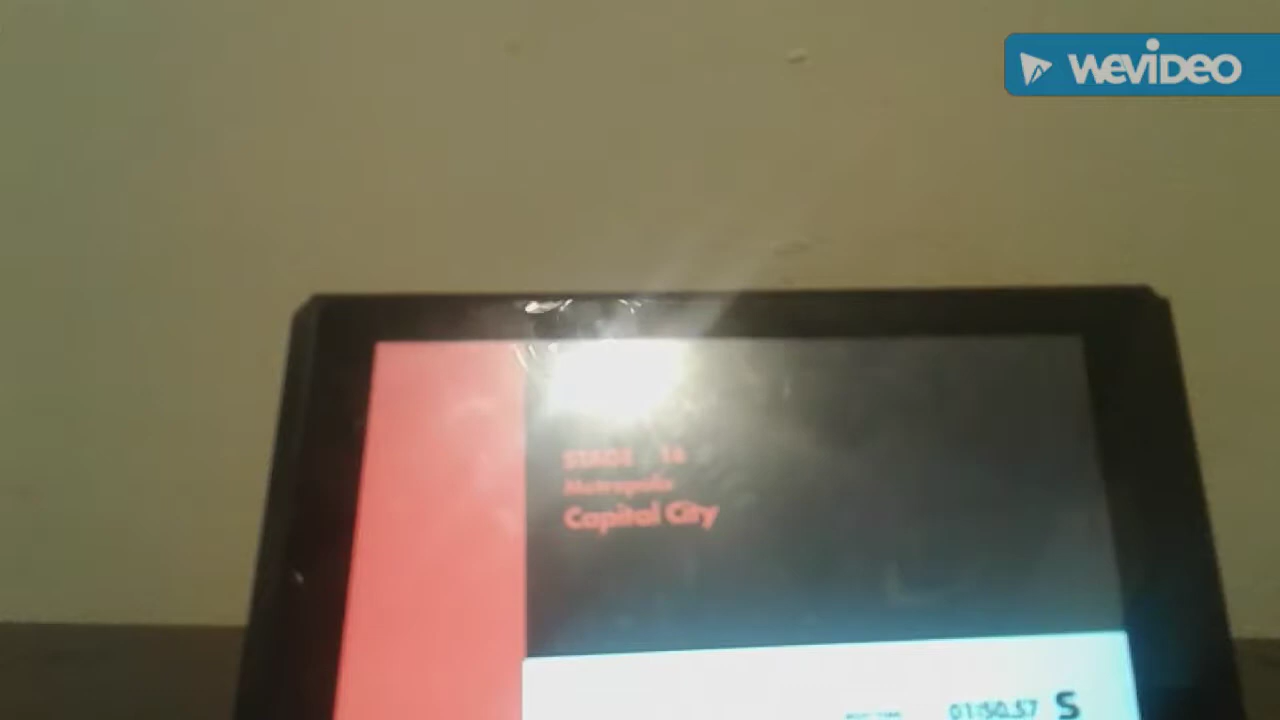 WEVIDEO
STAGE 16
Metropolis
Capital City
01:50.57 S